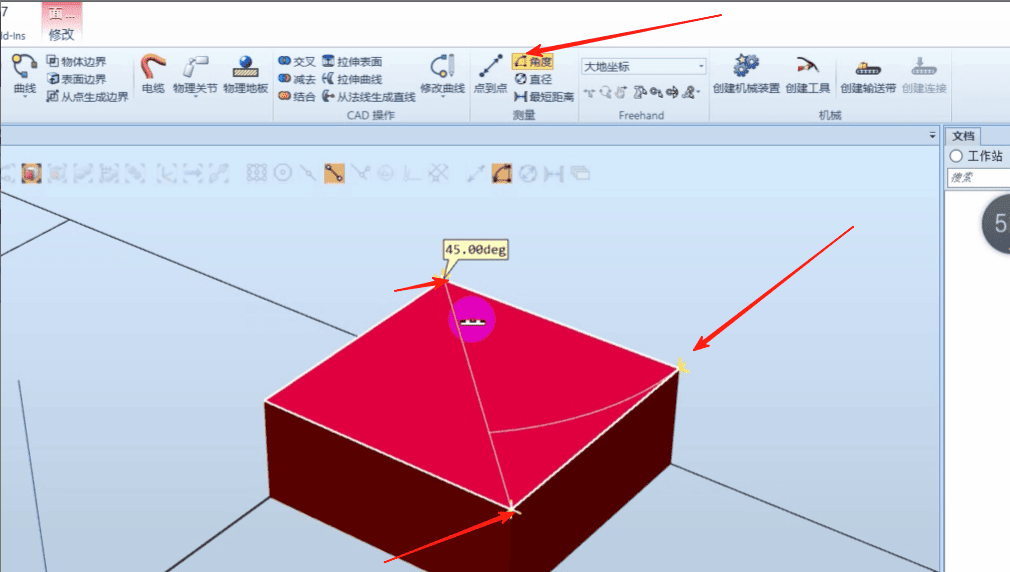 7
面...
dd-Ins
修改
曲线
物体边界
表面边界
从点生成边界
电缆
物理关节
物理地板
交叉
减去
结合
拉伸表面
拉伸曲线
从法线生成直线
修改曲线
CAD 操作
点到点
角度
直径
最短距离
测量
大地坐标
Freehand
创建机械装置
创建工具
创建输送带
创建连接
机械
文档
工作站
搜索
5
45.00deg